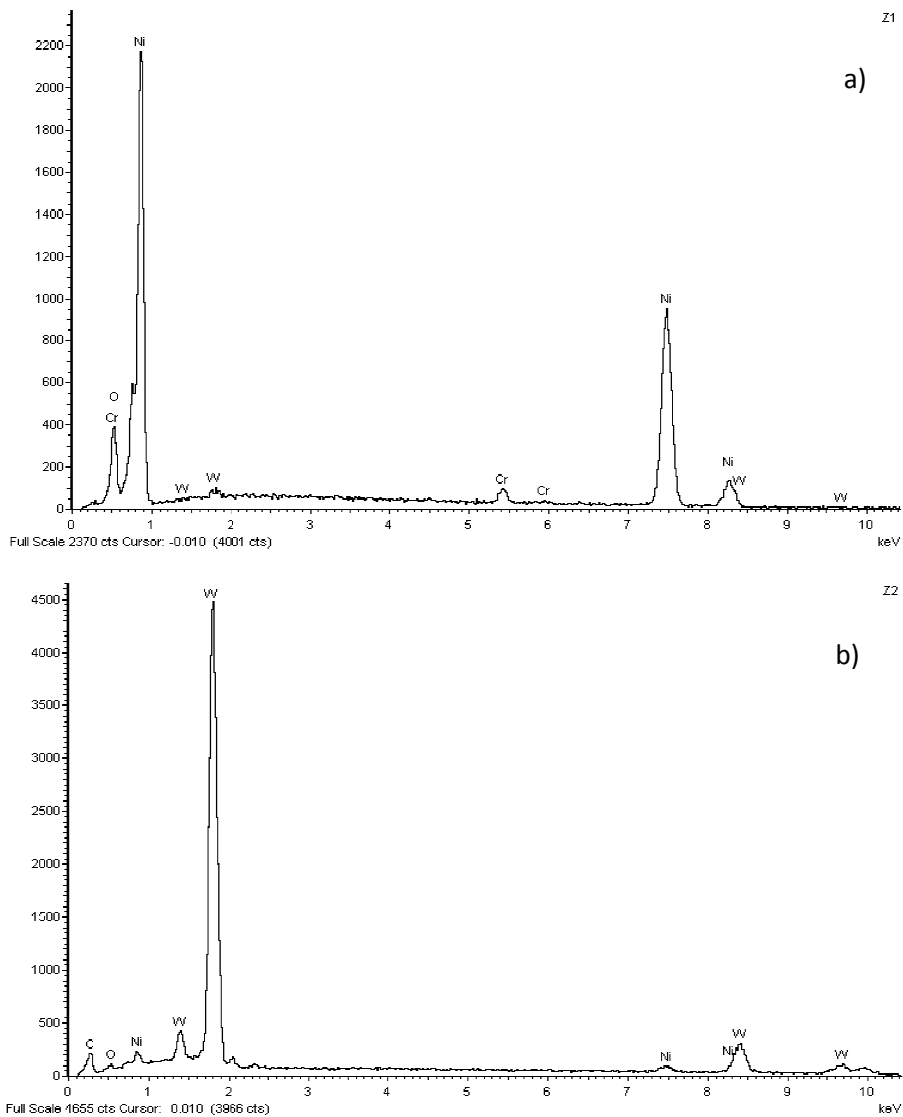 Z1
a)
2200
2000
1800
1600
1400
1200
1000
800
600
400
200
0
Ni
O
Cr
W
W
Cr
Cr
Ni
Ni
W
W
0 1 2 3 4 5 6 7 8 9 10
Full Scale 2370 cts Cursor: -0.010 (4001 cts)
keV
Z2
b)
4500
4000
3500
3000
2500
2000
1500
1000
500
0
W
C
O
Ni
W
Ni
Ni
W
W
0 1 2 3 4 5 6 7 8 9 10
Full Scale 4655 cts Cursor: 0.010 (3966 cts)
keV